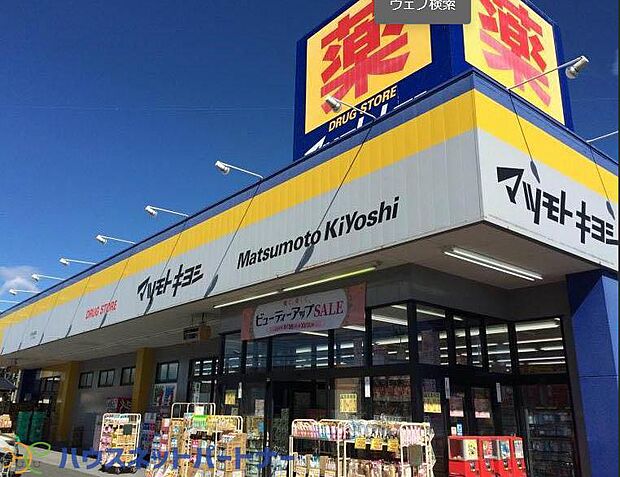 ウェブ検索
薬
薬
DRUG STORE
マツモトキヨシ
Matsumoto KiYoshi
マツモトキヨシ
DRUG STORE
ビューティーアップSALE
ハウスネットパートナー